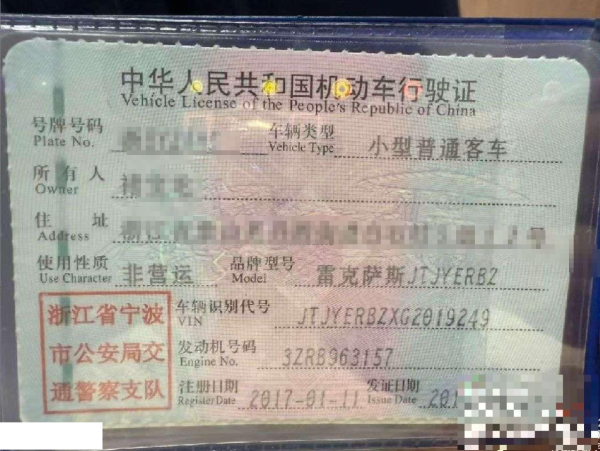 中华人民共和国机动车行驶证
Vehicle License of the People's Republic of China
号牌号码 车辆类型 小型普通客车
Plate No. Vehicle Type
所有人
Owner
住址 号
Address
使用性质 非营运 品牌型号 雷克萨斯JTJYERBZ
Use Character Model
浙江省宁波 车辆识别代号 JTJYERBZXG2019249
VIN
市公安局交 发动机号码 3ZRB963157
Engine No.
通警察支队 注册日期 2017-01-11 发证日期 201
Register Date Issue Date